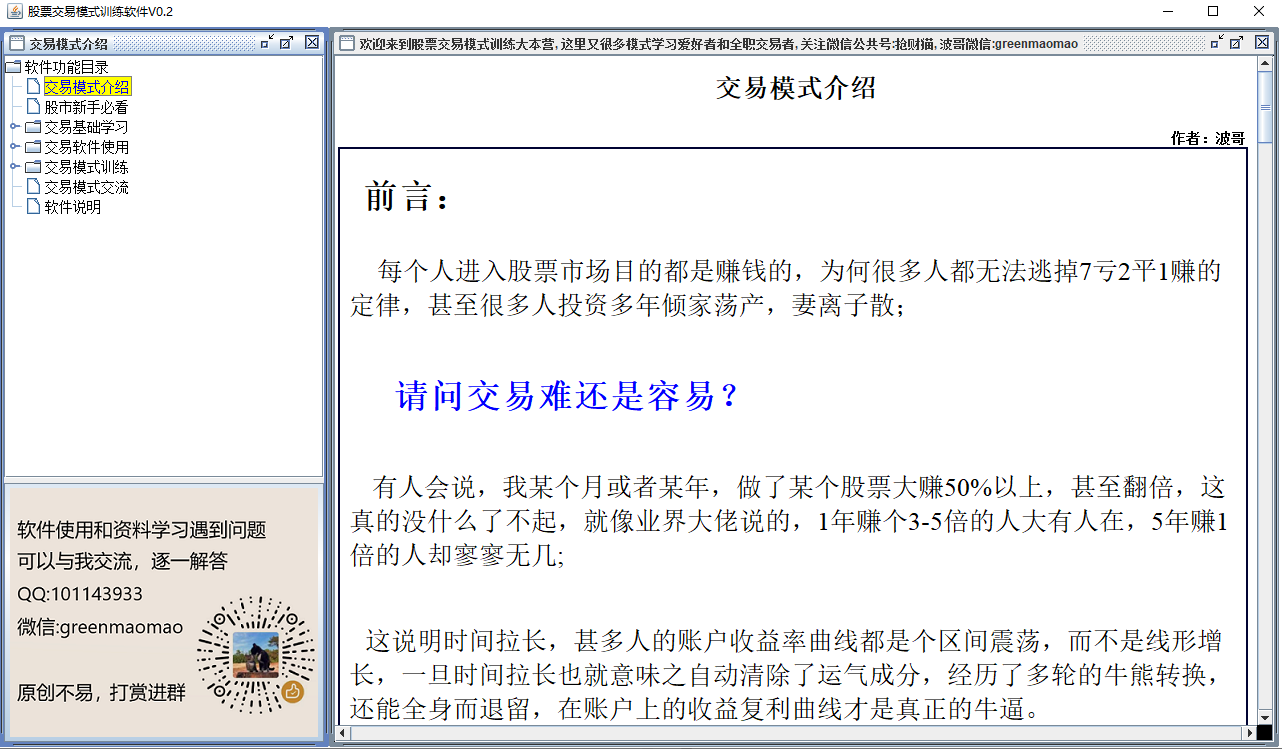 股票交易模式训练软件V0.2
交易模式介绍
软件功能目录
交易模式介绍
股市新手必看
交易基础学习
交易软件使用
交易模式训练
交易模式交流
软件说明
软件使用和资料学习遇到问题
可以与我交流，逐一解答
QQ:101143933
微信:greenmaomao
原创不易，打赏进群
欢迎来到股票交易模式训练大本营,这里又很多模式学习爱好者和全职交易者,关注微信公共号:抢财猫,波哥微信:greenmaomao
交易模式介绍
作者：波哥
前言：
每个人进入股票市场目的都是赚钱的，为何很多人都无法逃掉7亏2平1赚的
定律，甚至很多人投资多年倾家荡产，妻离子散；
请问交易难还是容易？
有人会说，我某个月或者某年，做了某个股票大赚50%以上，甚至翻倍，这
真的没什么了不起，就像业界大佬说的，1年赚个3-5倍的人大有人在，5年赚1
倍的人却寥寥无几;
这说明时间拉长，甚多人的账户收益率曲线都是个区间震荡，而不是线形增
长，一旦时间拉长也就意味之自动清除了运气成分，经历了多轮的牛熊转换，
还能全身而退留，在账户上的收益复利曲线才是真正的牛逼。